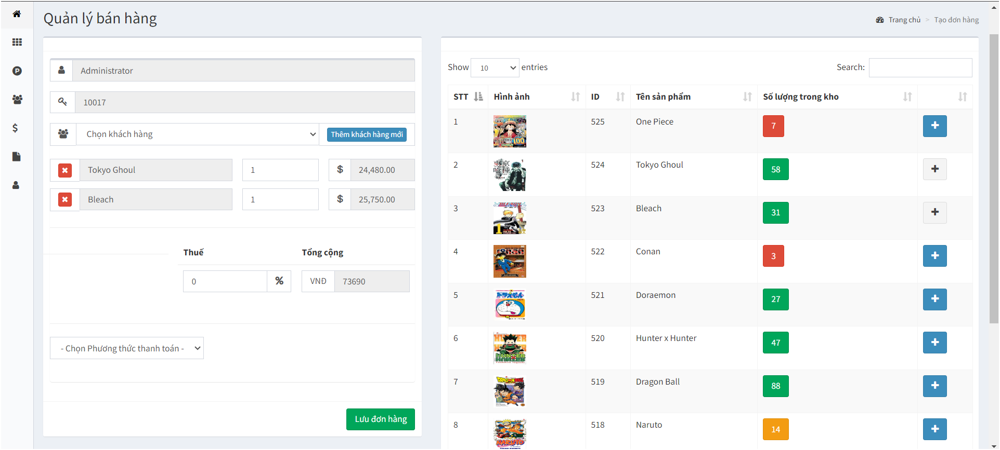 Quản lý bán hàng
Trang chủ > Tạo đơn hàng
Administrator
10017
Chọn khách hàng
Thêm khách hàng mới
Tokyo Ghoul 1 $ 24,480.00
Bleach 1 $ 25,750.00
Thuế Tổng cộng
0 % VNĐ 73690
- Chọn Phương thức thanh toán -
Lưu đơn hàng
Show 10 entries
Search:
STT Hình ảnh ID Tên sản phẩm Số lượng trong kho
1 525 One Piece 7 +
2 524 Tokyo Ghoul 58 +
3 523 Bleach 31 +
4 522 Conan 3 +
5 521 Doraemon 27 +
6 520 Hunter x Hunter 47 +
7 519 Dragon Ball 88 +
8 518 Naruto 14 +